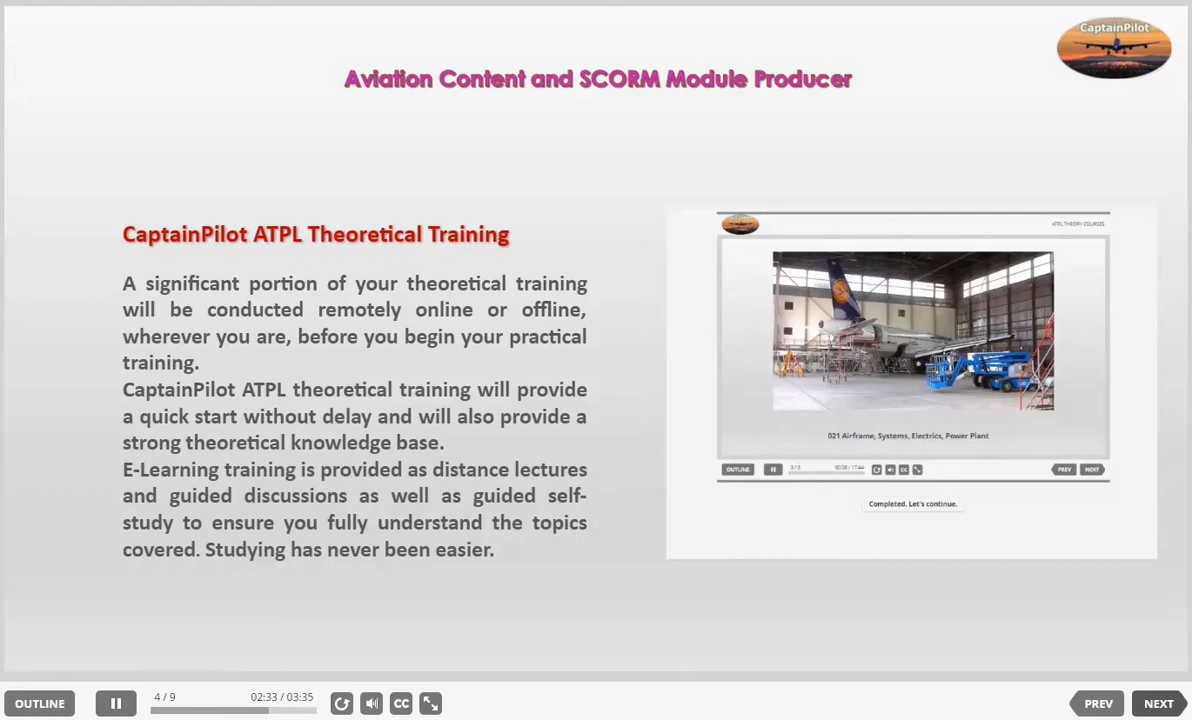 CaptainPilot
Aviation Content and SCORM Module Producer
CaptainPilot ATPL Theoretical Training
A significant portion of your theoretical training
will be conducted remotely online or offline,
wherever you are, before you begin your practical
training.
CaptainPilot ATPL theoretical training will provide
a quick start without delay and will also provide a
strong theoretical knowledge base.
E-Learning training is provided as distance lectures
and guided discussions as well as guided self-
study to ensure you fully understand the topics
covered. Studying has never been easier.
ATPL THEORY COURSES
021 Airframe, Systems, Electrics, Power Plant
OUTLINE
CC
PREV
NEXT
Completed. Let's continue.
OUTLINE
4 / 9
02:33 / 03:35
CC
PREV
NEXT